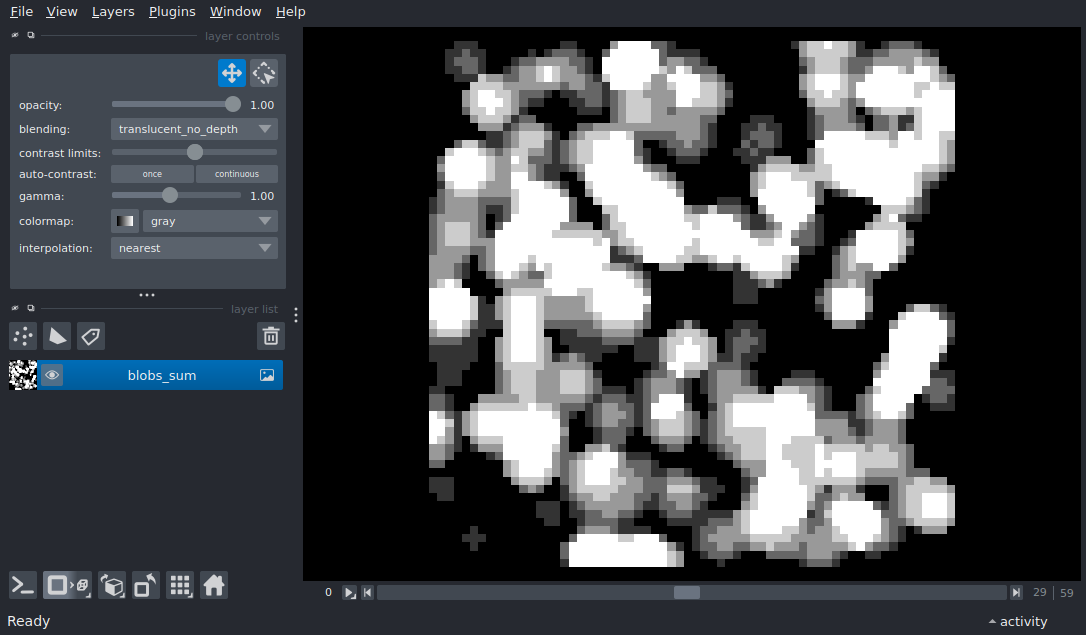 File View Layers Plugins Window Help
layer controls
opacity: 1.00
blending: translucent_no_depth
contrast limits:
auto-contrast: once continuous
gamma: 1.00
colormap: gray
interpolation: nearest
layer list
blobs_sum
0 29 59
Ready activity